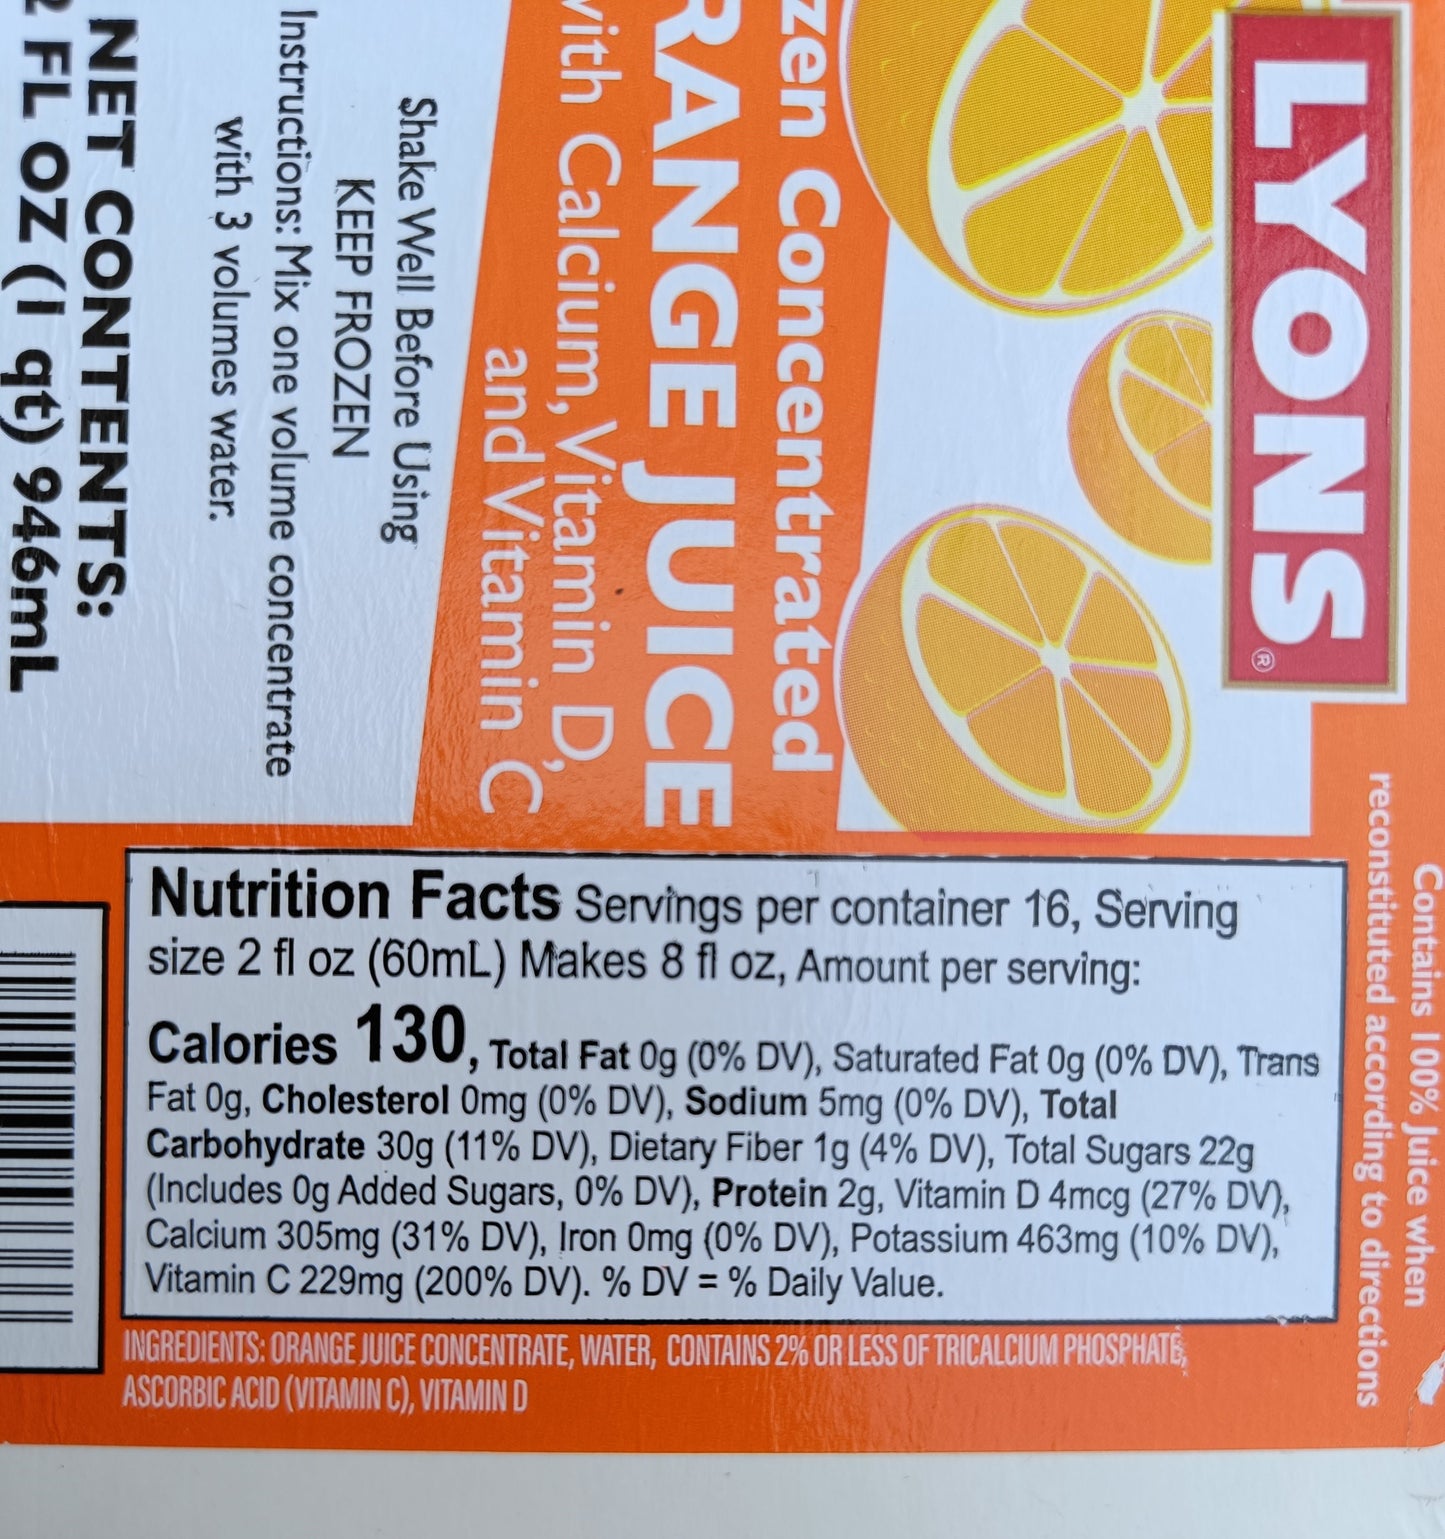 LYONS®
Concentrated
JUICE
Calcium, Vitamin D,
and Vitamin C
Shake Well Before Using
KEEP FROZEN
Instructions: Mix one volume concentrate
with 3 volumes water.
NET CONTENTS:
FL OZ (1 qt) 946mL
Contains 100% Juice when
reconstituted according to directions
Nutrition Facts Servings per container 16, Serving
size 2 fl oz (60mL) Makes 8 fl oz, Amount per serving:
Calories 130, Total Fat 0g (0% DV), Saturated Fat 0g (0% DV), Trans
Fat 0g, Cholesterol 0mg (0% DV), Sodium 5mg (0% DV), Total
Carbohydrate 30g (11% DV), Dietary Fiber 1g (4% DV), Total Sugars 22g
(Includes 0g Added Sugars, 0% DV), Protein 2g, Vitamin D 4mcg (27% DV),
Calcium 305mg (31% DV), Iron 0mg (0% DV), Potassium 463mg (10% DV),
Vitamin C 229mg (200% DV). % DV = % Daily Value.
INGREDIENTS: ORANGE JUICE CONCENTRATE, WATER, CONTAINS 2% OR LESS OF TRICALCIUM PHOSPHATE,
ASCORBIC ACID (VITAMIN C), VITAMIN D